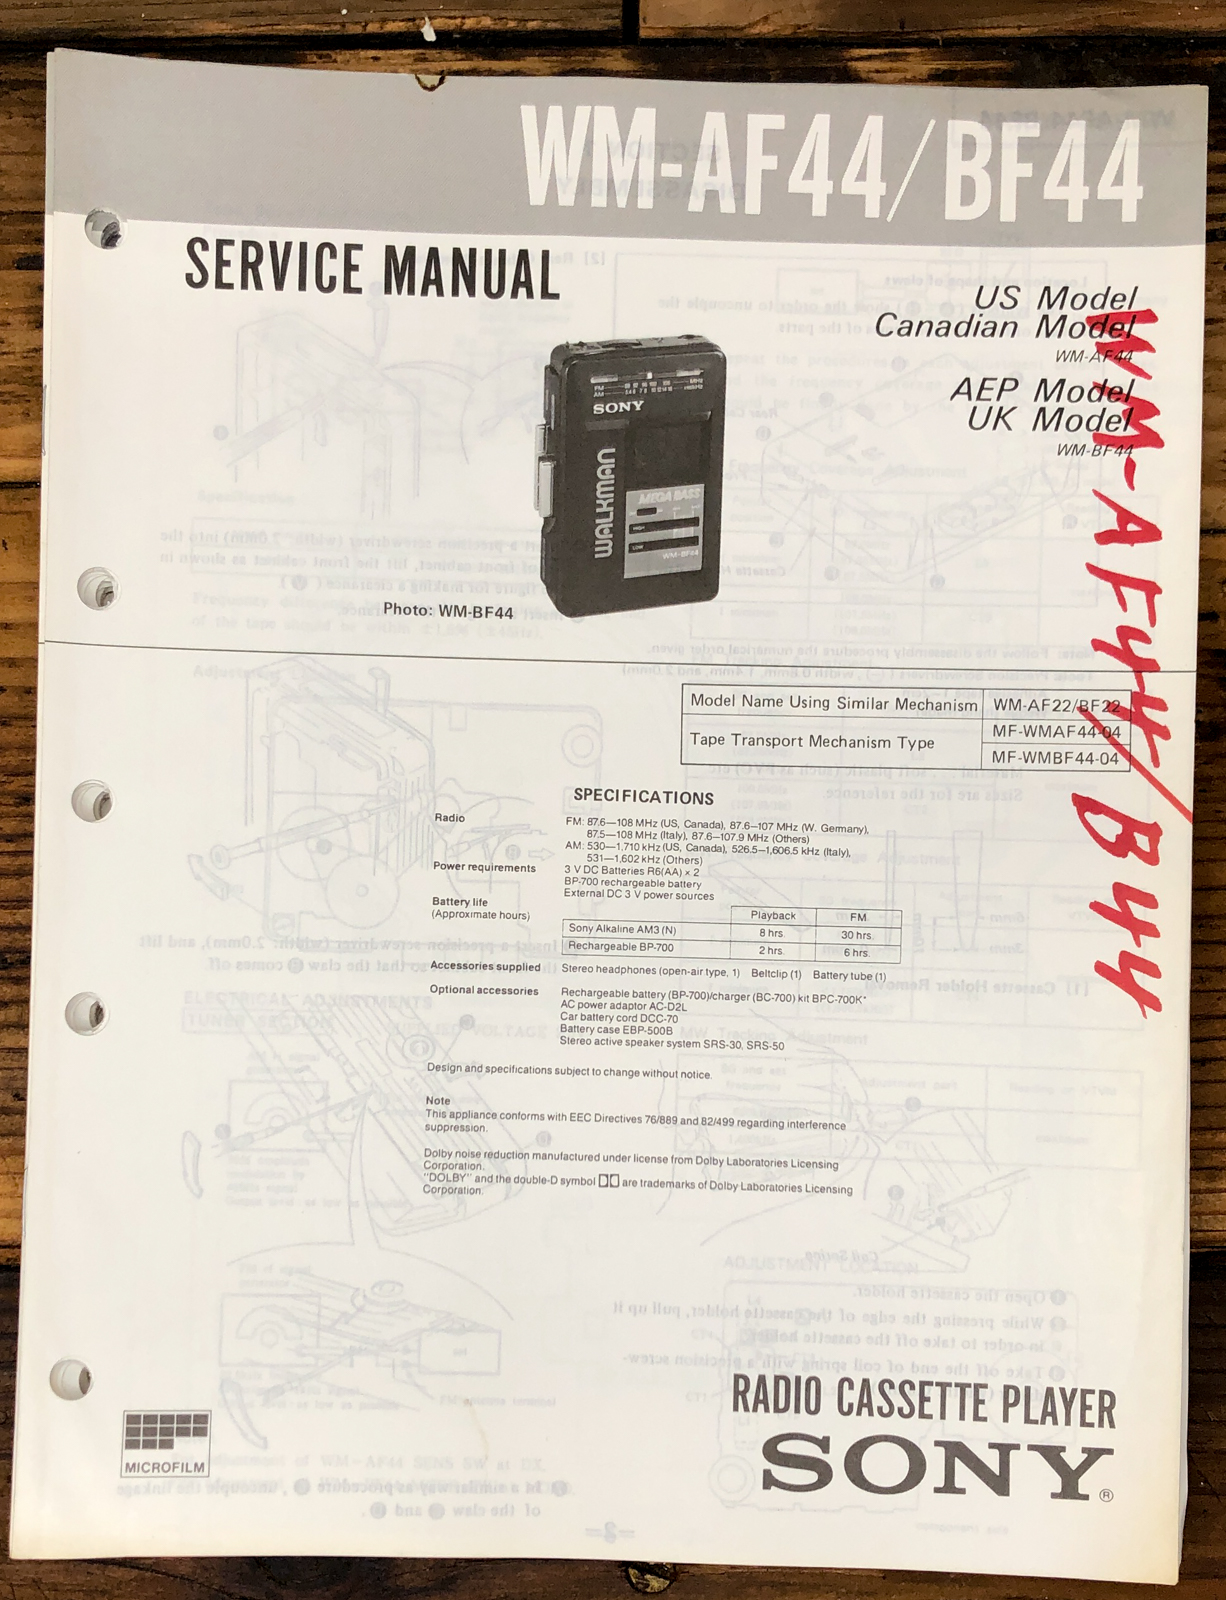 WM-AF44/BF44
SERVICE MANUAL
US Model
Canadian Model
WM-AF44
AEP Model
UK Model
WM-BF44
WM-AF44/BF44
SONY
WALKMAN
MEGA BASS
WM-BF44
Photo: WM-BF44
Model Name Using Similar Mechanism WM-AF22/BF22
Tape Transport Mechanism Type MF-WMAF44-04
MF-WMBF44-04
SPECIFICATIONS
Radio FM: 87.6—108 MHz (US, Canada), 87.6—107 MHz (W. Germany),
87.5—108 MHz (Italy), 87.6-107.9 MHz (Others)
AM: 530—1,710 kHz (US, Canada), 526.5—1,606.5 kHz (Italy),
531—1,602 kHz (Others)
Power requirements 3 V DC Batteries R6(AA) × 2
BP-700 rechargeable battery
External DC 3 V power sources
Battery life
(Approximate hours)
Playback FM
Sony Alkaline AM3 (N) 8 hrs. 30 hrs.
Rechargeable BP-700 2 hrs. 6 hrs.
Accessories supplied Stereo headphones (open-air type, 1) Beltclip (1) Battery tube (1)
Optional accessories Rechargeable battery (BP-700)/charger (BC-700) kit BPC-700K*
AC power adaptor AC-D2L
Car battery cord DCC-70
Battery case EBP-500B
Stereo active speaker system SRS-30, SRS-50
Design and specifications subject to change without notice.
Note
This appliance conforms with EEC Directives 76/889 and 82/499 regarding interference
suppression.
Dolby noise reduction manufactured under license from Dolby Laboratories Licensing
Corporation.
"DOLBY" and the double-D symbol are trademarks of Dolby Laboratories Licensing
Corporation.
MICROFILM
RADIO CASSETTE PLAYER
SONY®